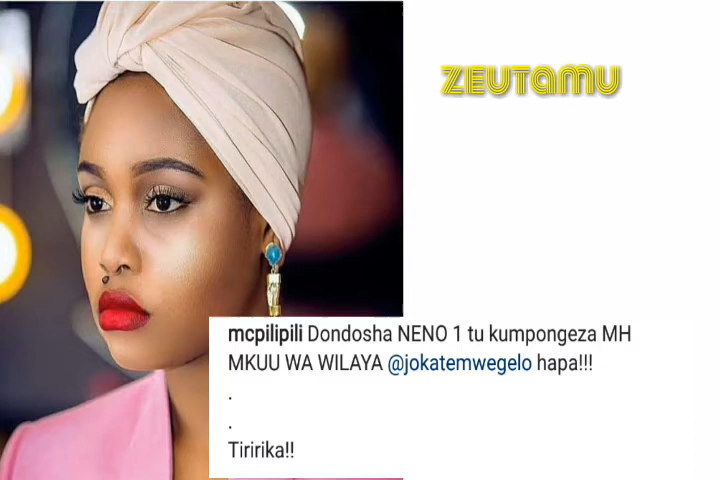 ZEUTAMU
mcpilipili Dondosha NENO 1 tu kumpongeza MH
MKUU WA WILAYA @jokatemwegelo hapa!!!
.
.
Tiririka!!